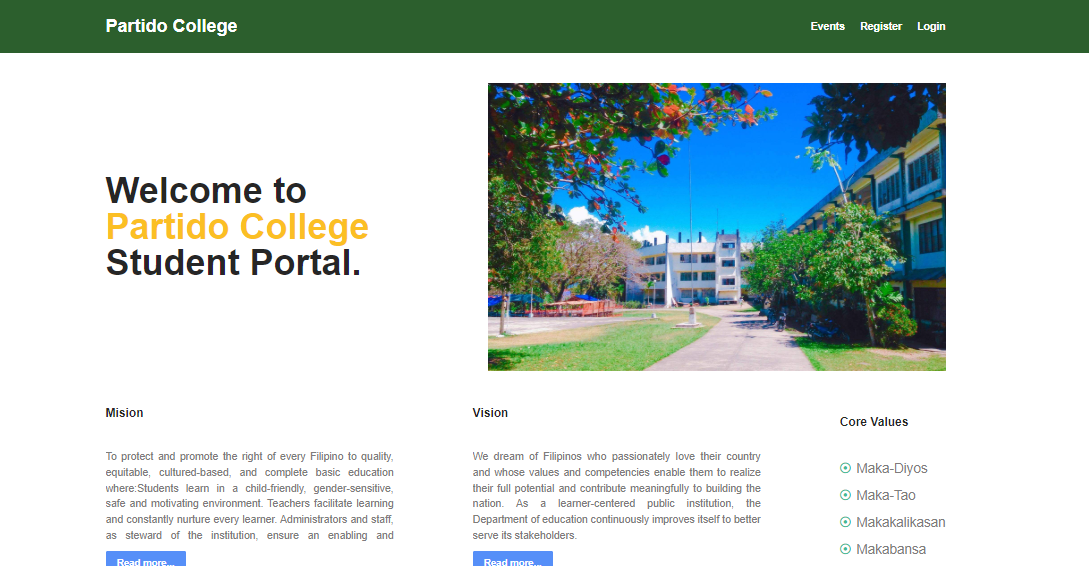 Partido College
Events Register Login
Welcome to
Partido College
Student Portal.
Mision
To protect and promote the right of every Filipino to quality,
equitable, cultured-based, and complete basic education
where:Students learn in a child-friendly, gender-sensitive,
safe and motivating environment. Teachers facilitate learning
and constantly nurture every learner. Administrators and staff,
as steward of the institution, ensure an enabling and
Read more...
Vision
We dream of Filipinos who passionately love their country
and whose values and competencies enable them to realize
their full potential and contribute meaningfully to building the
nation. As a learner-centered public institution, the
Department of education continuously improves itself to better
serve its stakeholders.
Read more...
Core Values
Maka-Diyos
Maka-Tao
Makakalikasan
Makabansa